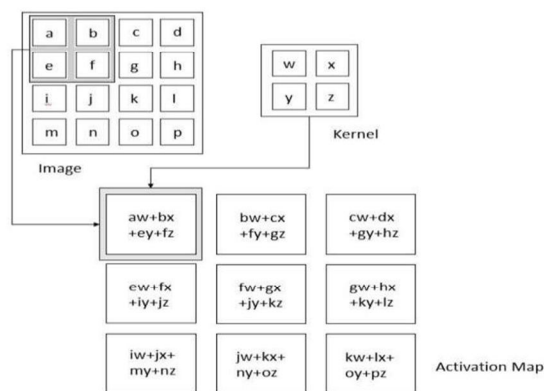 a b c d
e f g h
i j k l
m n o p
Image
w x
y z
Kernel
aw+bx
+ey+fz
bw+cx
+fy+gz
cw+dx
+gy+hz
ew+fx
+iy+jz
fw+gx
+jy+kz
gw+hx
+ky+lz
iw+jx+
my+nz
jw+kx+
ny+oz
kw+lx+
oy+pz
Activation Map